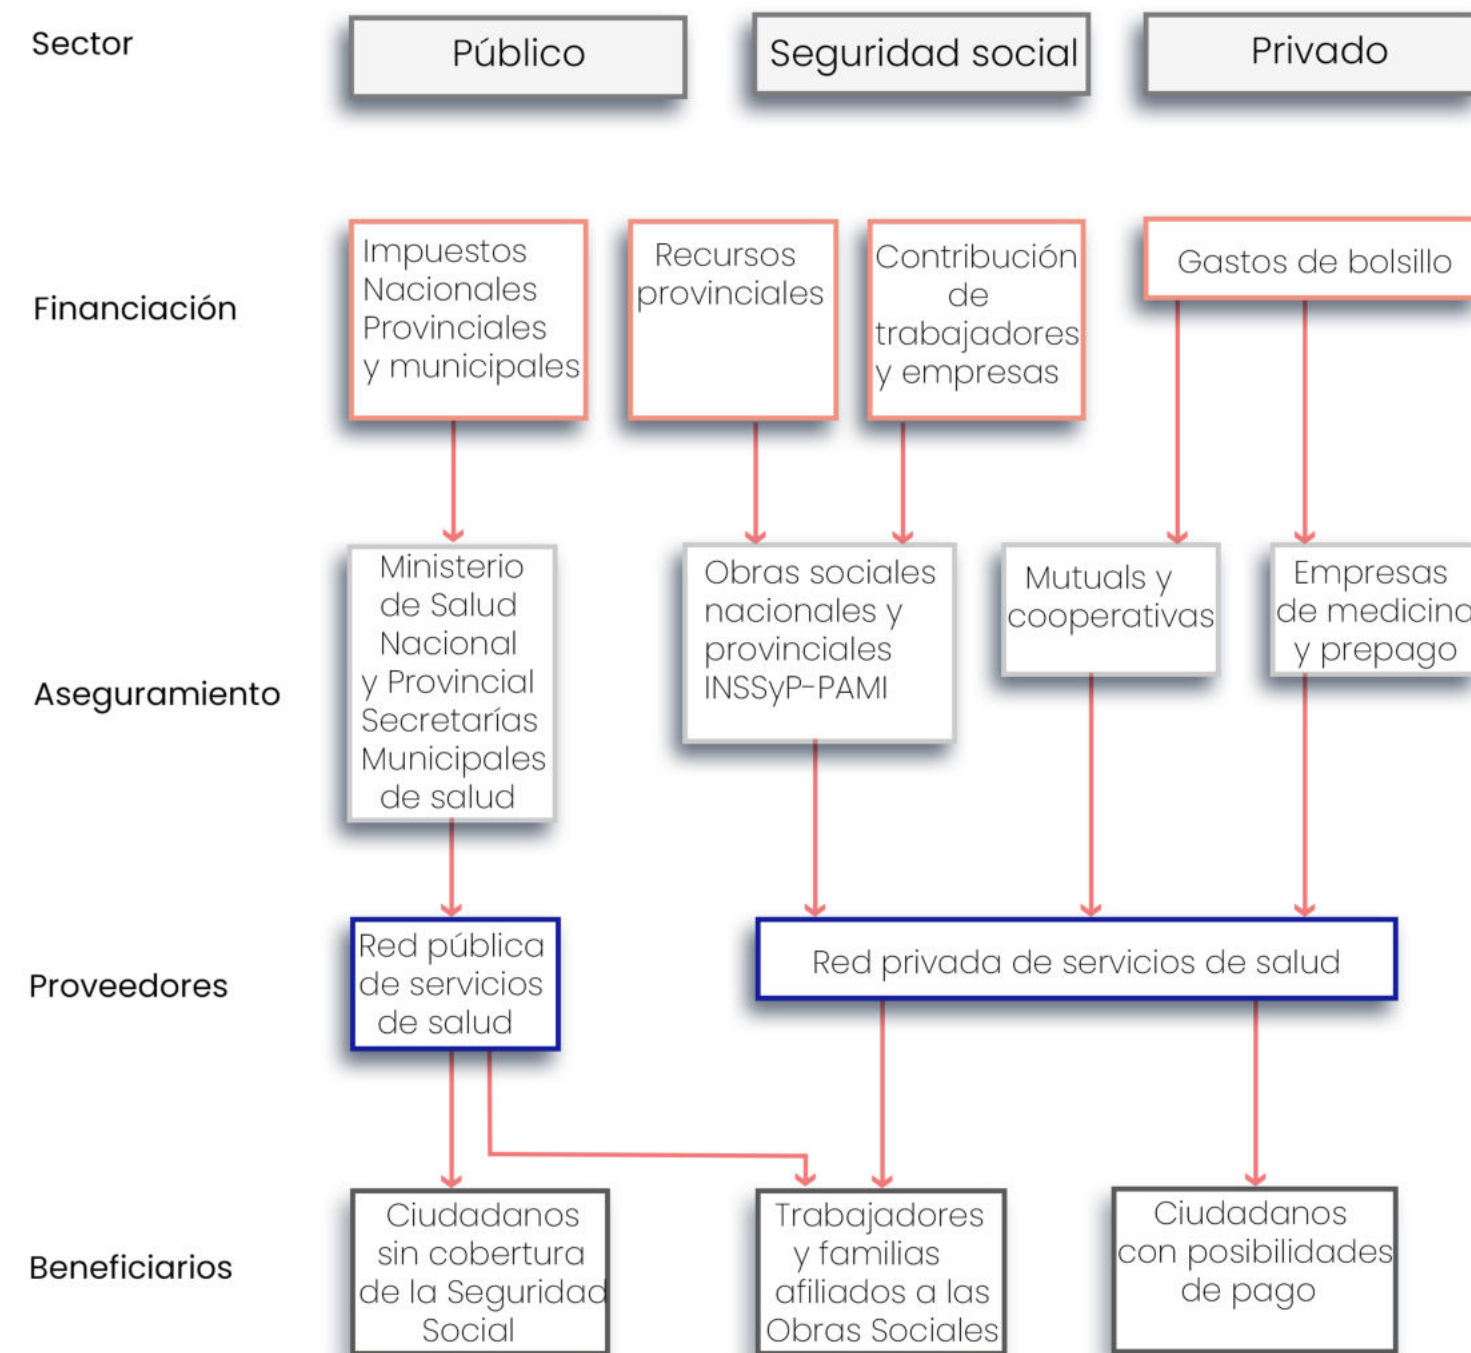 Sector
Público
Seguridad social
Privado
Financiación
Impuestos
Nacionales
Provinciales
y municipales
Recursos
provinciales
Contribución
de
trabajadores
y empresas
Gastos de bolsillo
Aseguramiento
Ministerio
de Salud
Nacional
y Provincial
Secretarías
Municipales
de salud
Obras sociales
nacionales y
provinciales
INSSyP-PAMI
Mutuals y
cooperativas
Empresas
de medicina
y prepago
Proveedores
Red pública
de servicios
de salud
Red privada de servicios de salud
Beneficiarios
Ciudadanos
sin cobertura
de la Seguridad
Social
Trabajadores
y familias
afiliados a las
Obras Sociales
Ciudadanos
con posibilidades
de pago